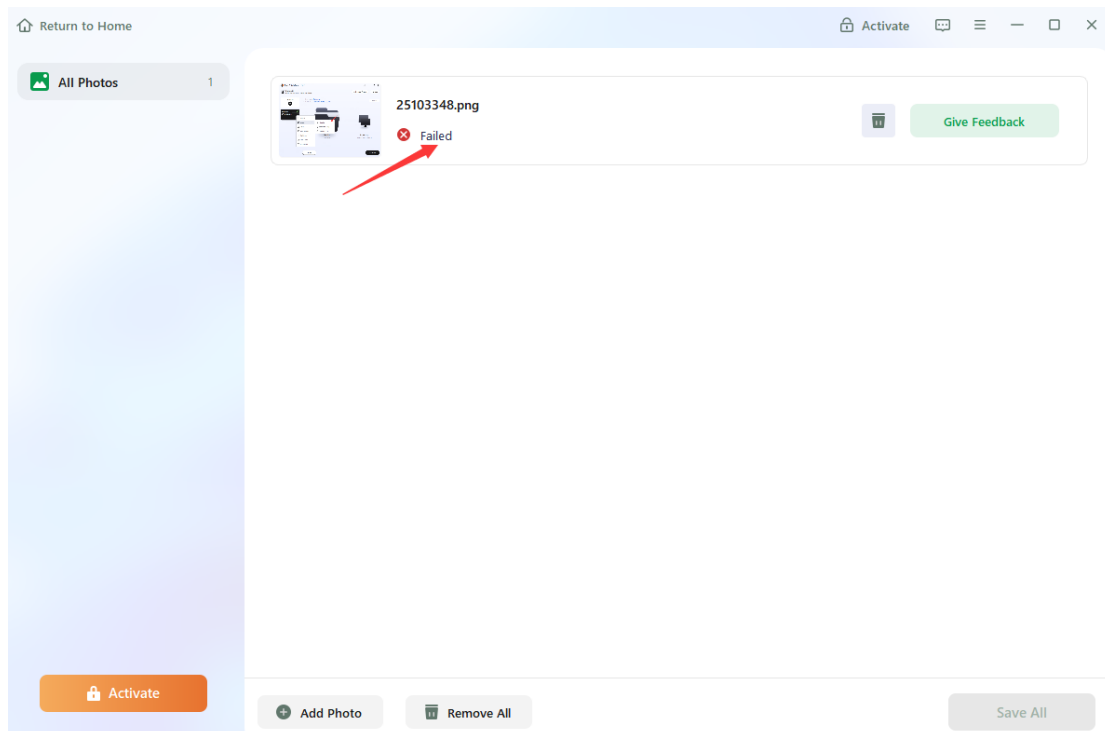 Return to Home
Activate
All Photos 1
25103348.png
Failed
Give Feedback
Activate
Add Photo
Remove All
Save All